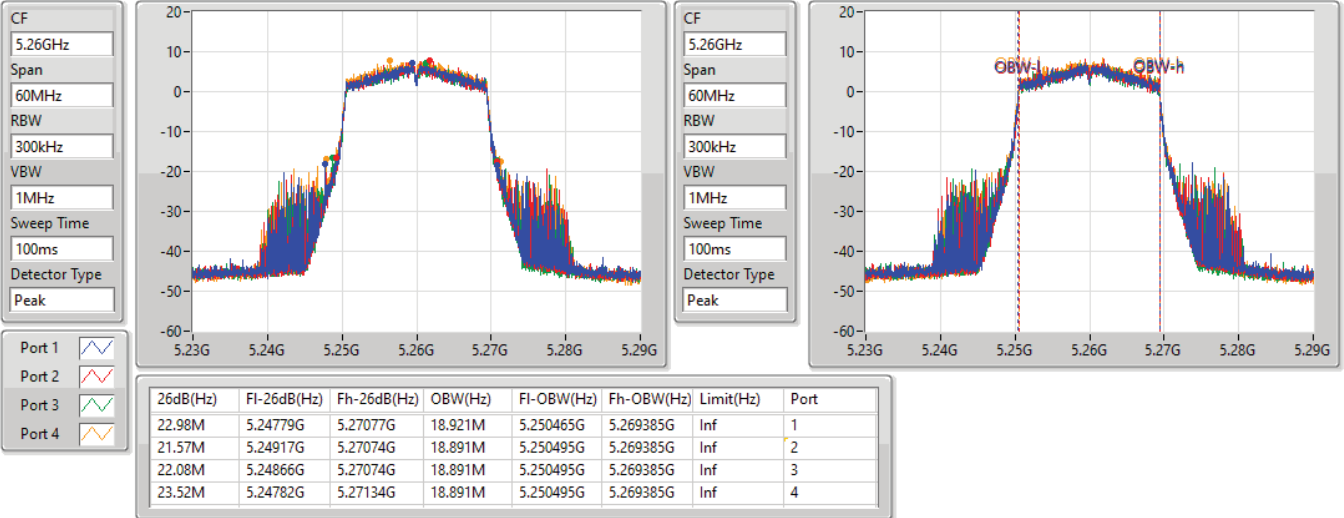 CF
5.26GHz
Span
60MHz
RBW
300kHz
VBW
1MHz
Sweep Time
100ms
Detector Type
Peak
20
10
0
-10
-20
-30
-40
-50
-60
5.23G 5.24G 5.25G 5.26G 5.27G 5.28G 5.29G
CF
5.26GHz
Span
60MHz
RBW
300kHz
VBW
1MHz
Sweep Time
100ms
Detector Type
Peak
20
10
0
-10
-20
-30
-40
-50
-60
OBW-l OBW-h
5.23G 5.24G 5.25G 5.26G 5.27G 5.28G 5.29G
Port 1
Port 2
Port 3
Port 4
26dB(Hz) Fl-26dB(Hz) Fh-26dB(Hz) OBW(Hz) Fl-OBW(Hz) Fh-OBW(Hz) Limit(Hz) Port
22.98M 5.24779G 5.27077G 18.921M 5.250465G 5.269385G Inf 1
21.57M 5.24917G 5.27074G 18.891M 5.250495G 5.269385G Inf 2
22.08M 5.24866G 5.27074G 18.891M 5.250495G 5.269385G Inf 3
23.52M 5.24782G 5.27134G 18.891M 5.250495G 5.269385G Inf 4